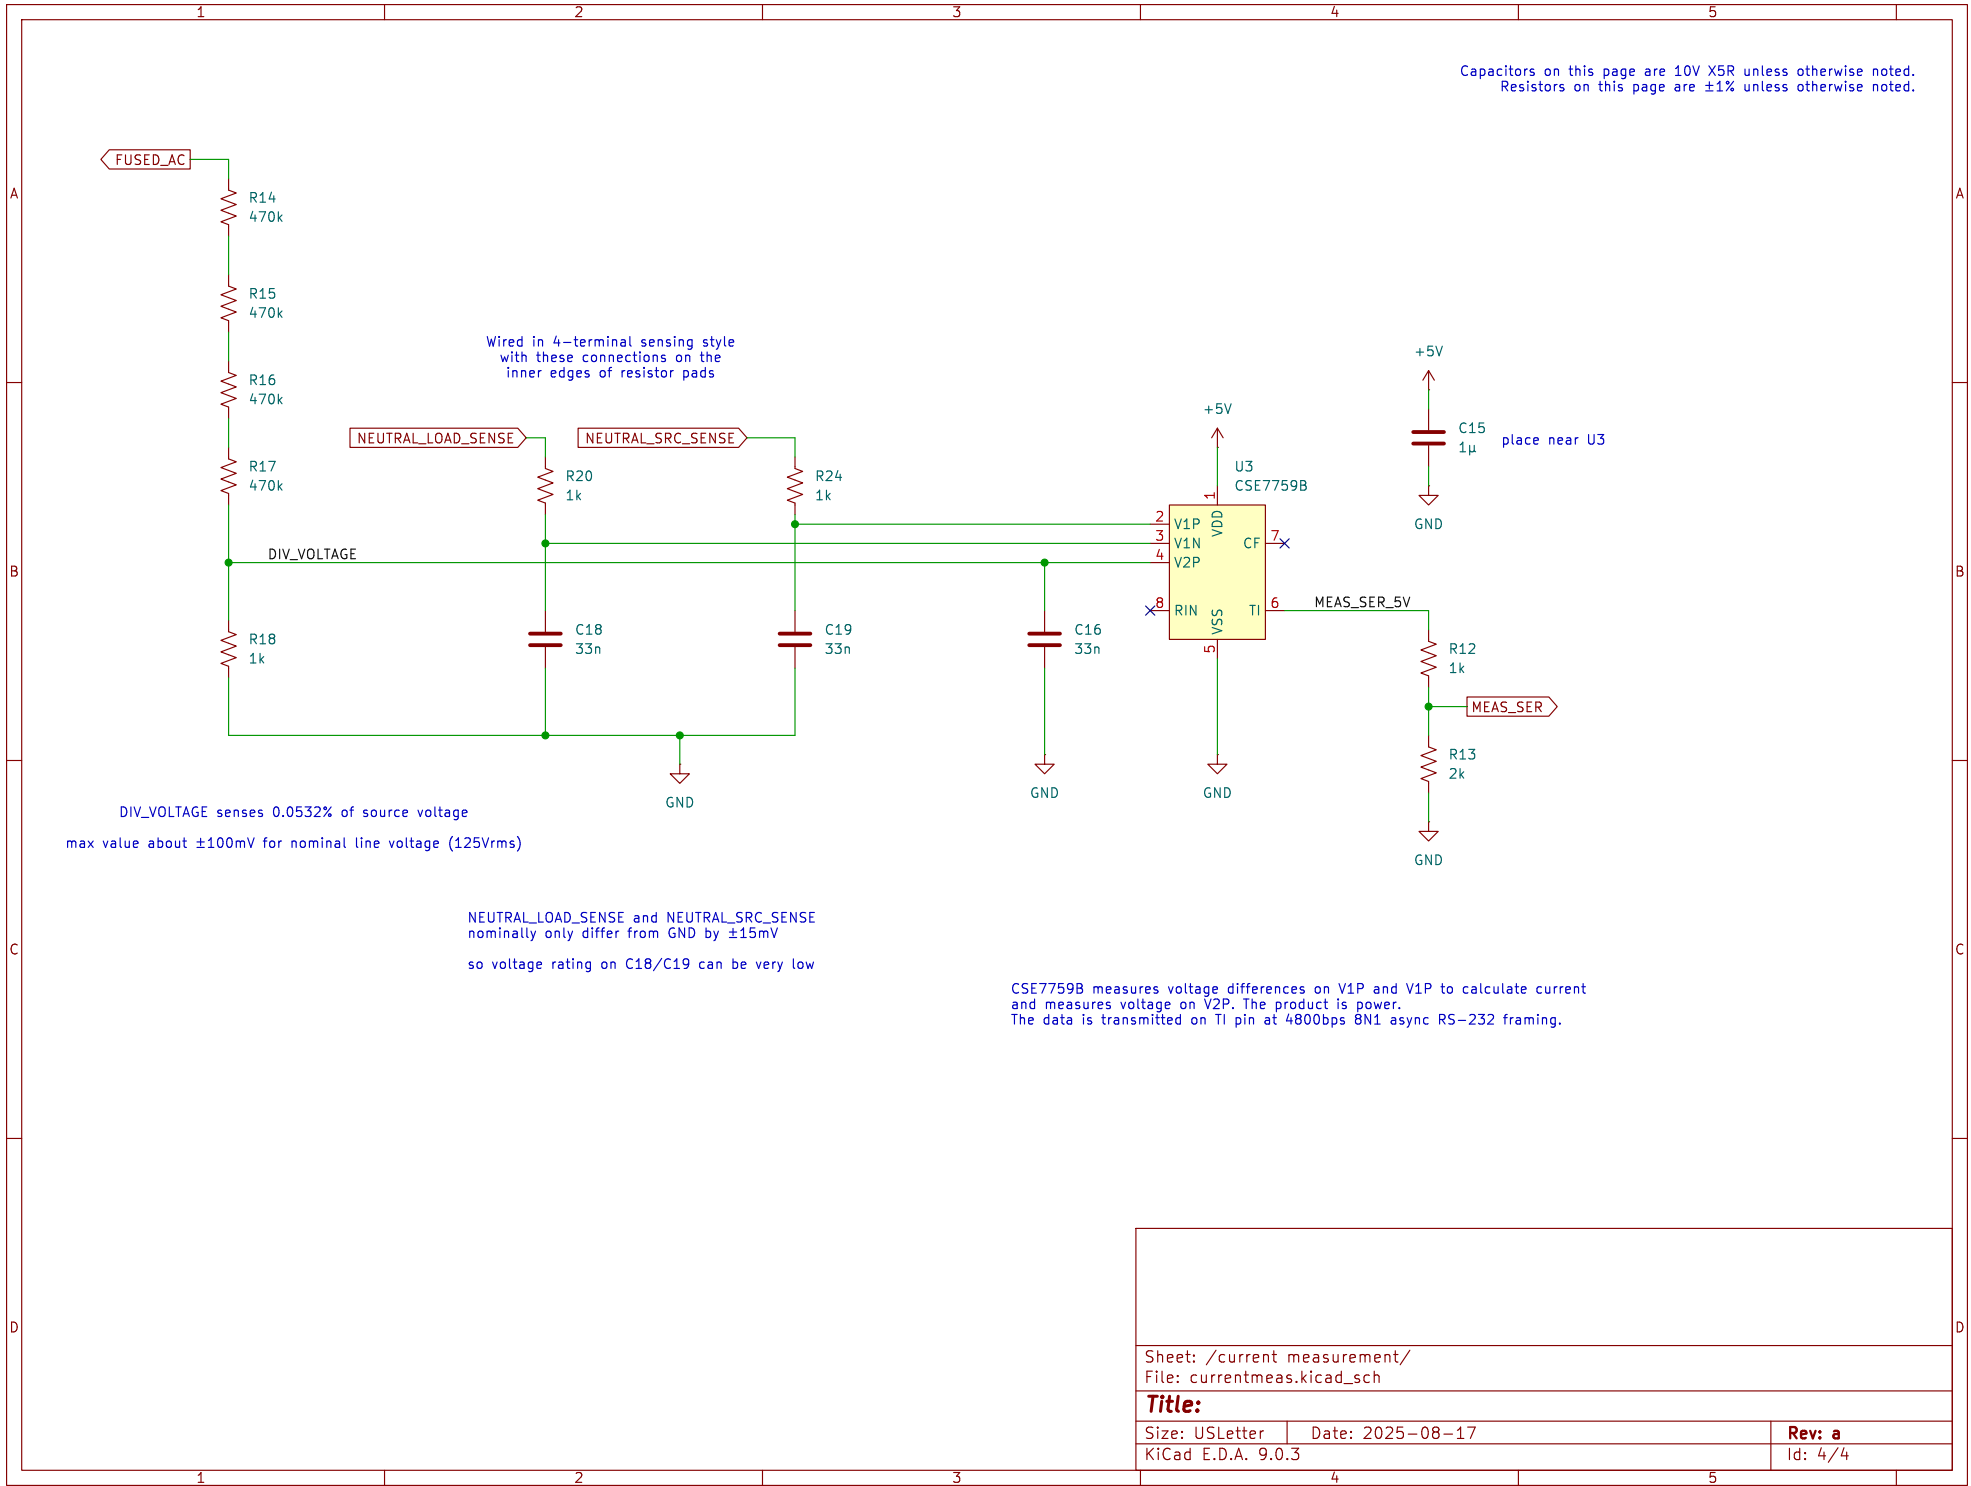 1 2 3 4 5
Capacitors on this page are 10V X5R unless otherwise noted.
Resistors on this page are ±1% unless otherwise noted.
FUSED_AC
A
A
R14
470k
R15
470k
Wired in 4-terminal sensing style
with these connections on the
inner edges of resistor pads
+5V
R16
470k
+5V
C15
1µ
place near U3
NEUTRAL_LOAD_SENSE
NEUTRAL_SRC_SENSE
R17
470k
R20
1k
R24
1k
U3
CSE7759B
GND
1
VDD
2
V1P
3
V1N
4
V2P
CF
7
DIV_VOLTAGE
B
B
8
RIN
VSS
5
TI
6
MEAS_SER_5V
R18
1k
C18
33n
C19
33n
C16
33n
R12
1k
MEAS_SER
R13
2k
GND
GND
GND
GND
DIV_VOLTAGE senses 0.0532% of source voltage
max value about ±100mV for nominal line voltage (125Vrms)
NEUTRAL_LOAD_SENSE and NEUTRAL_SRC_SENSE
nominally only differ from GND by ±15mV
so voltage rating on C18/C19 can be very low
C
C
CSE7759B measures voltage differences on V1P and V1P to calculate current
and measures voltage on V2P. The product is power.
The data is transmitted on TI pin at 4800bps 8N1 async RS-232 framing.
D
D
Sheet: /current measurement/
File: currentmeas.kicad_sch
Title:
Size: USLetter
Date: 2025-08-17
Rev: a
KiCad E.D.A. 9.0.3
Id: 4/4
1 2 3 4 5